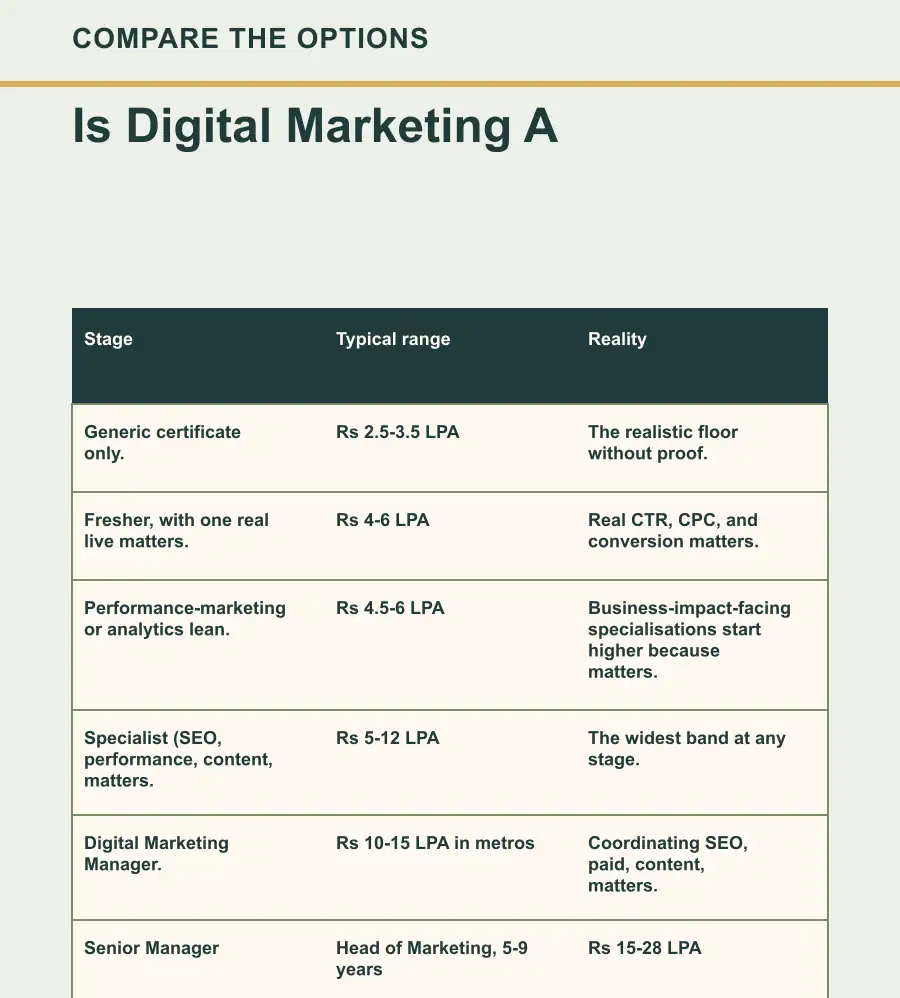 COMPARE THE OPTIONS
Is Digital Marketing A
Stage
Typical range
Reality
Generic certificate
only.
Rs 2.5-3.5 LPA
The realistic floor
without proof.
Fresher, with one real
live matters.
Rs 4-6 LPA
Real CTR, CPC, and
conversion matters.
Performance-marketing
or analytics lean.
Rs 4.5-6 LPA
Business-impact-facing
specialisations start
higher because
matters.
Specialist (SEO,
performance, content,
matters.
Rs 5-12 LPA
The widest band at any
stage.
Digital Marketing
Manager.
Rs 10-15 LPA in metros
Coordinating SEO,
paid, content,
matters.
Senior Manager
Head of Marketing, 5-9
years
Rs 15-28 LPA